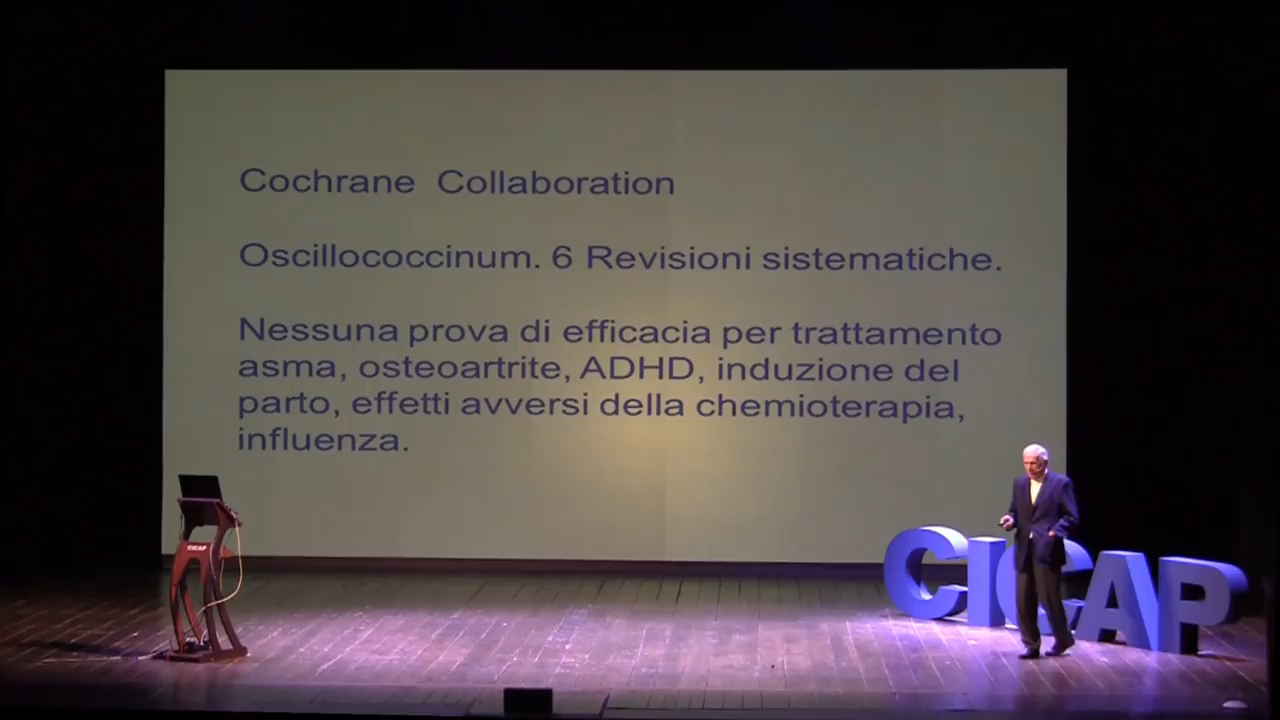 Cochrane Collaboration
Oscillococcinum. 6 Revisioni sistematiche.
Nessuna prova di efficacia per trattamento
asma, osteoartrite, ADHD, induzione del
parto, effetti avversi della chemioterapia,
influenza.
CICAP
CICAP